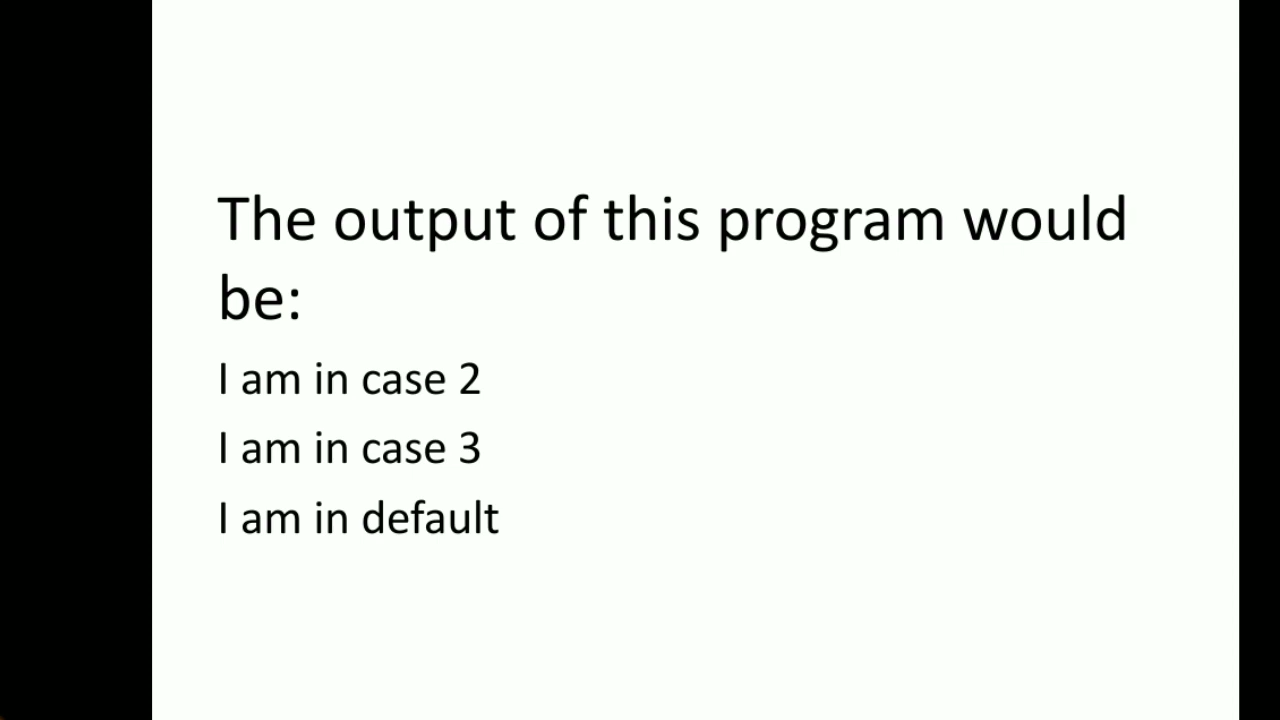 The output of this program would
be:
I am in case 2
I am in case 3
I am in default